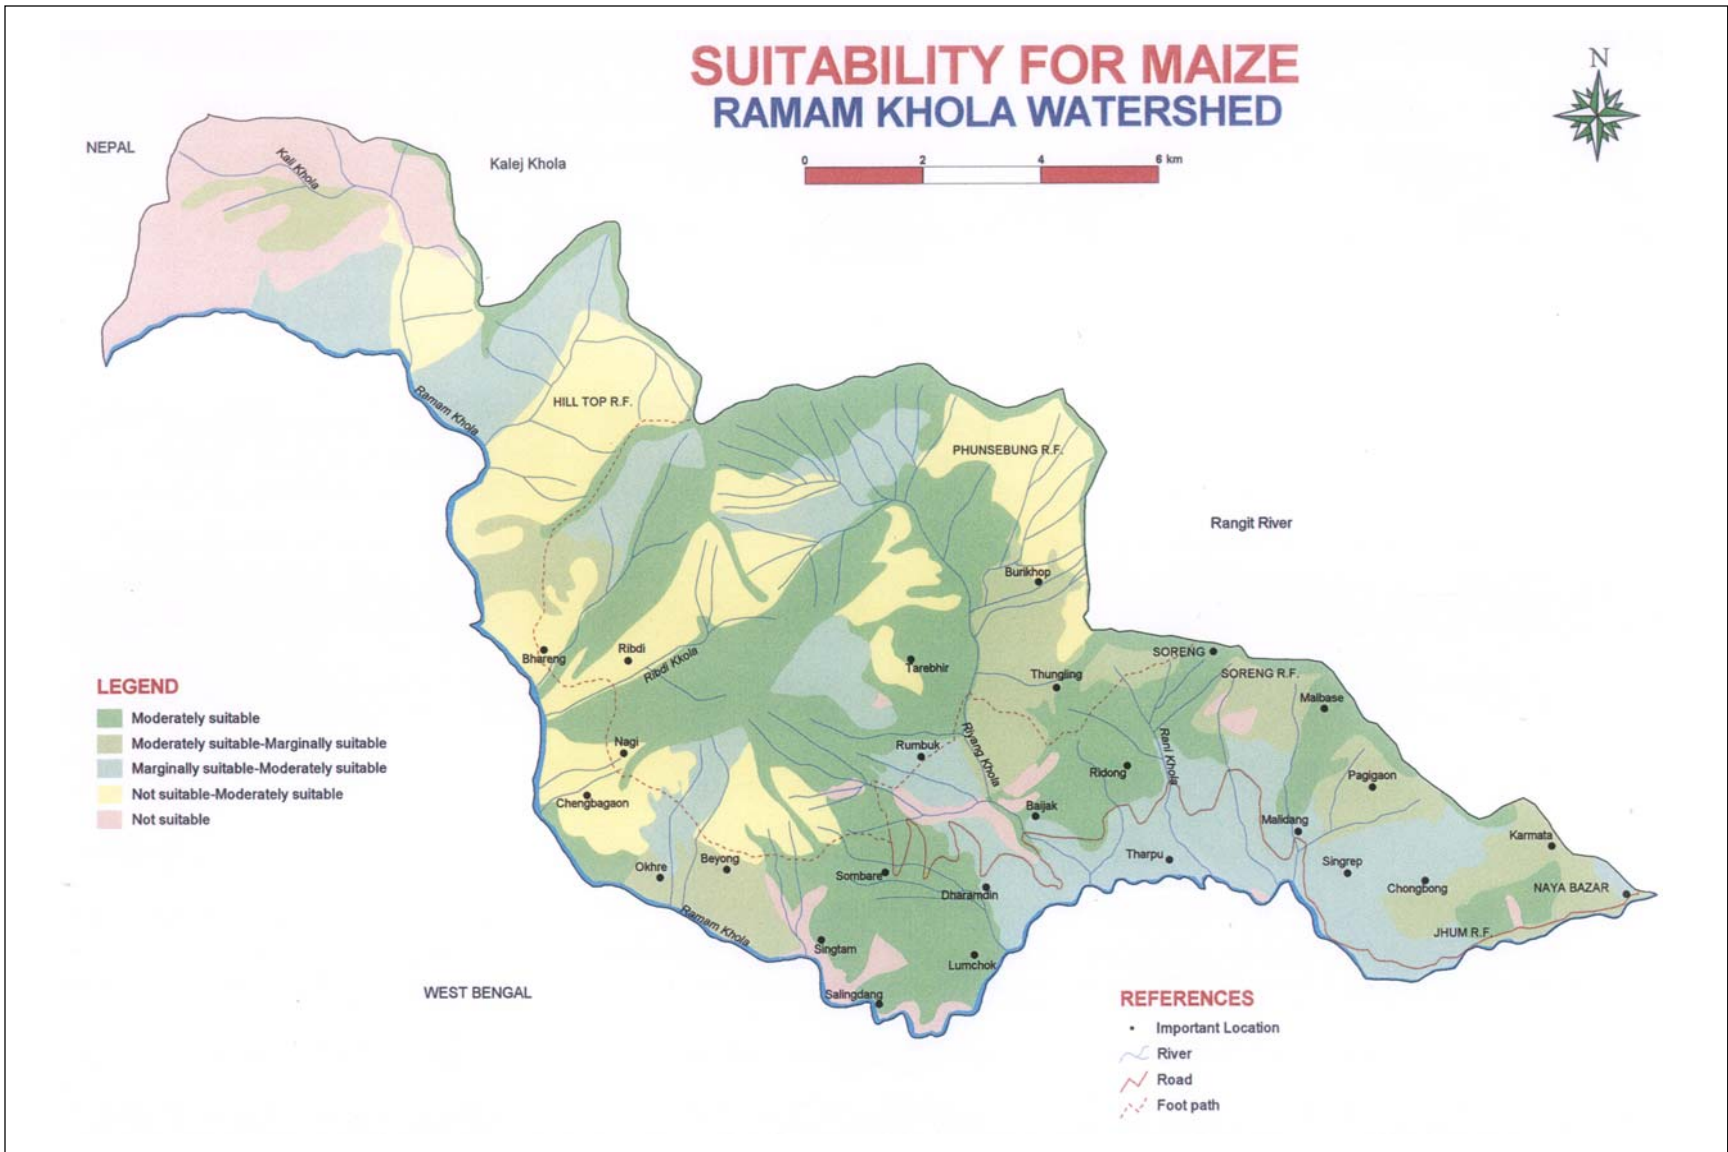 SUITABILITY FOR MAIZE
RAMAM KHOLA WATERSHED
N
0 2 4 6 km
NEPAL
Kalej Khola
Kali Khola
Ramam Khola
HILL TOP R.F.
PHUNSEBUNG R.F.
Rangit River
Burikhop
Bhareng
Ribdi
Ribdi Kkola
Tarebhir
Thungling
SORENG
SORENG R.F.
Malbase
LEGEND
Moderately suitable
Moderately suitable-Marginally suitable
Marginally suitable-Moderately suitable
Not suitable-Moderately suitable
Not suitable
Nagi
Rumbuk
Riyang Khola
Rani Khola
Ridong
Pagigaon
Chengbagaon
Baijak
Malidang
Karmata
Okhre
Beyong
Sombare
Dharamdin
Tharpu
Singrep
Chongbong
NAYA BAZAR
Ramam Khola
Singtam
Lumchok
JHUM R.F.
WEST BENGAL
Salingdang
REFERENCES
Important Location
River
Road
Foot path